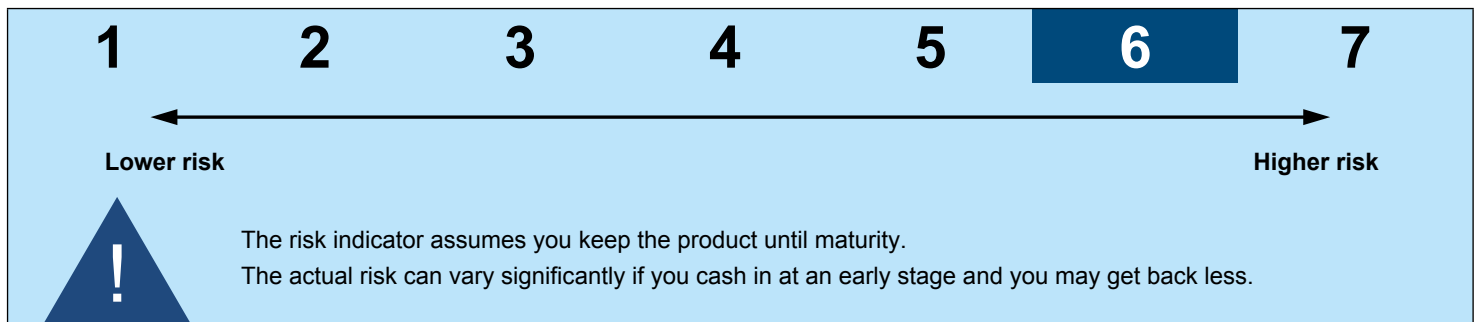 1 2 3 4 5 6 7
Lower risk Higher risk
!
The risk indicator assumes you keep the product until maturity.
The actual risk can vary significantly if you cash in at an early stage and you may get back less.